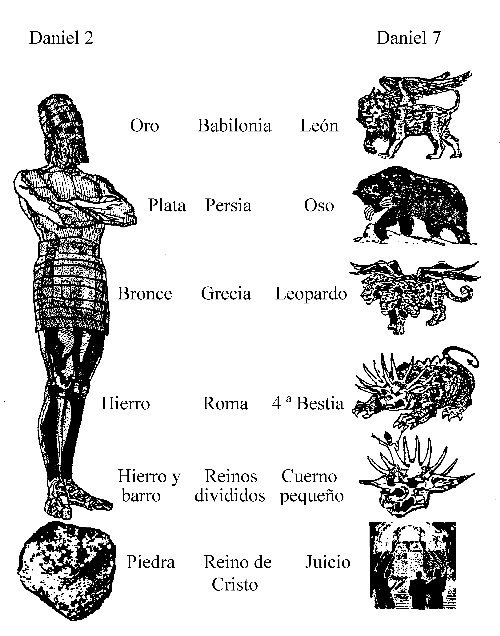 Daniel 2 Daniel 7
Oro Babilonia León
Plata Persia Oso
Bronce Grecia Leopardo
Hierro Roma 4 ª Bestia
Hierro y Reinos Cuerno
barro divididos pequeño
Piedra Reino de Juicio
Cristo